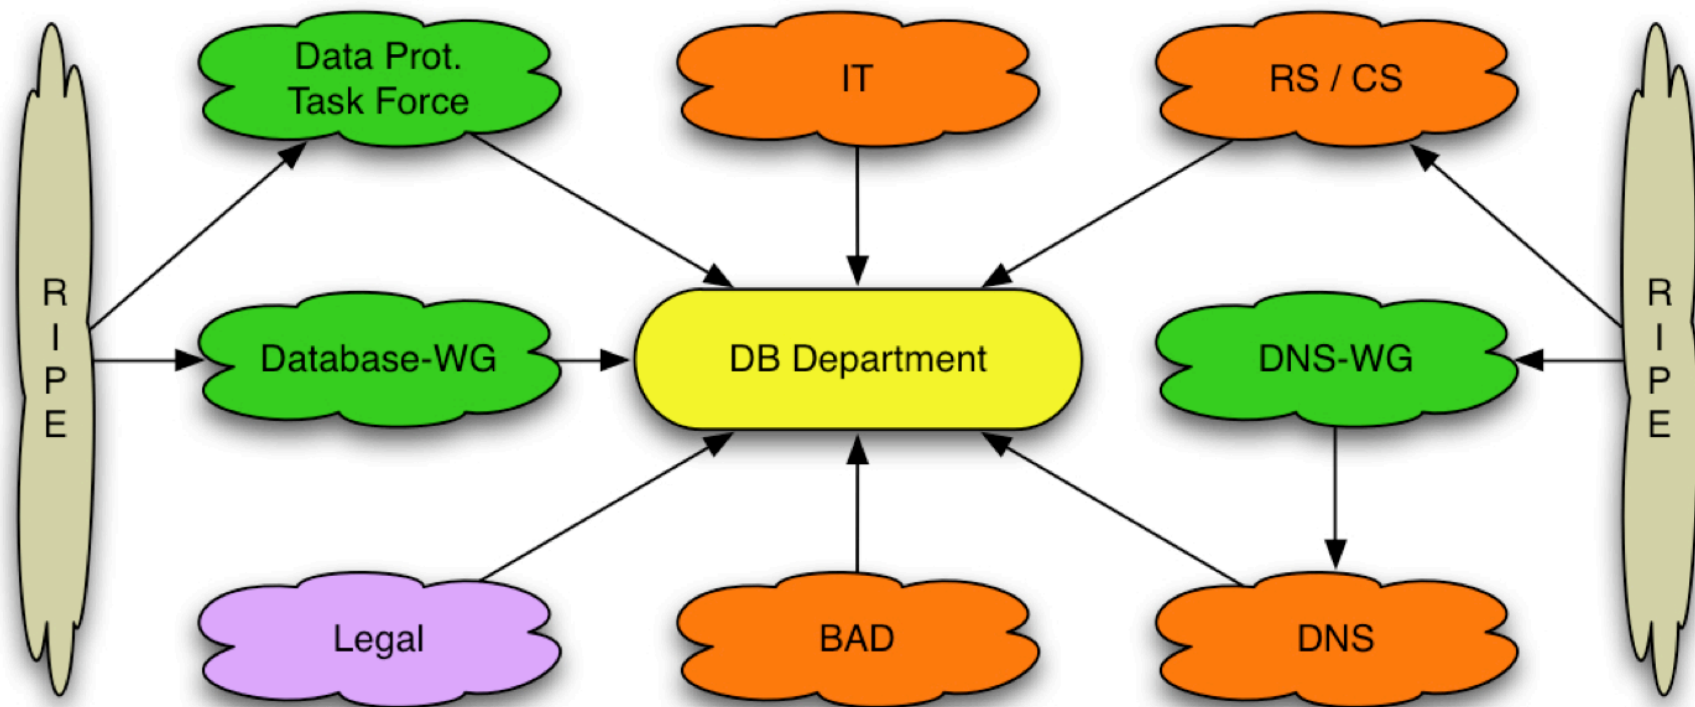 Data Prot.
Task Force
IT
RS / CS
R
I
P
E
Database-WG
DB Department
DNS-WG
R
I
P
E
Legal
BAD
DNS